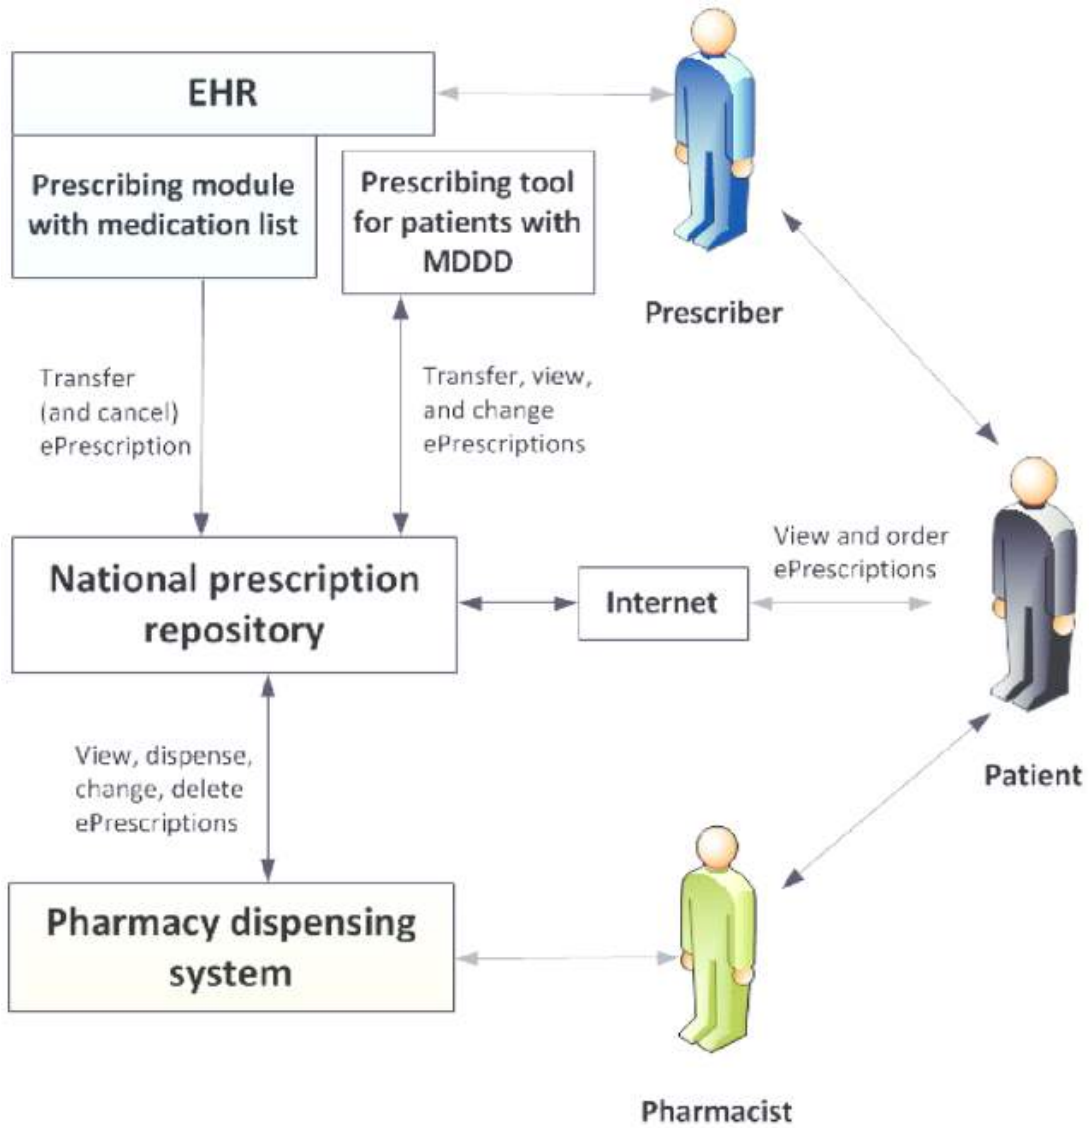 EHR
Prescribing module
with medication list
Prescribing tool
for patients with
MDDD
Prescriber
Transfer
(and cancel)
ePrescription
Transfer, view,
and change
ePrescriptions
National prescription
repository
Internet
View and order
ePrescriptions
Patient
View, dispense,
change, delete
ePrescriptions
Pharmacy dispensing
system
Pharmacist